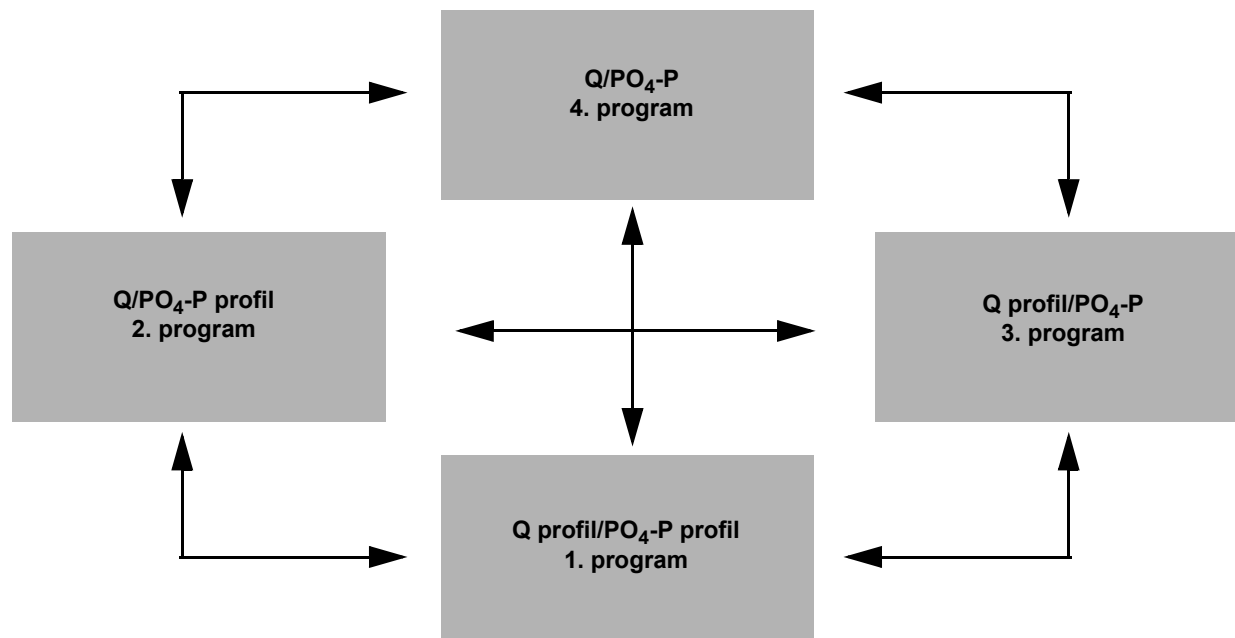 Q/PO₄-P
4. program
Q/PO₄-P profil
2. program
Q profil/PO₄-P
3. program
Q profil/PO₄-P profil
1. program